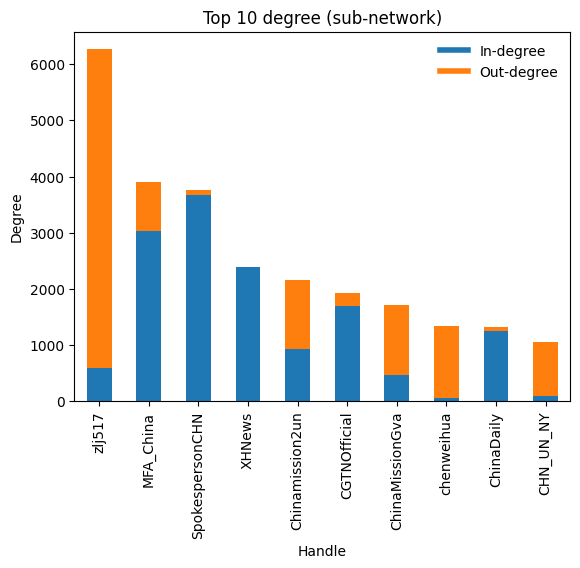 Top 10 degree (sub-network)
In-degree
Out-degree
Degree
6000
5000
4000
3000
2000
1000
0
zlj517
MFA_China
SpokespersonCHN
XHNews
Chinamission2un
CGTNOfficial
ChinaMissionGva
chenweihua
ChinaDaily
CHN_UN_NY
Handle